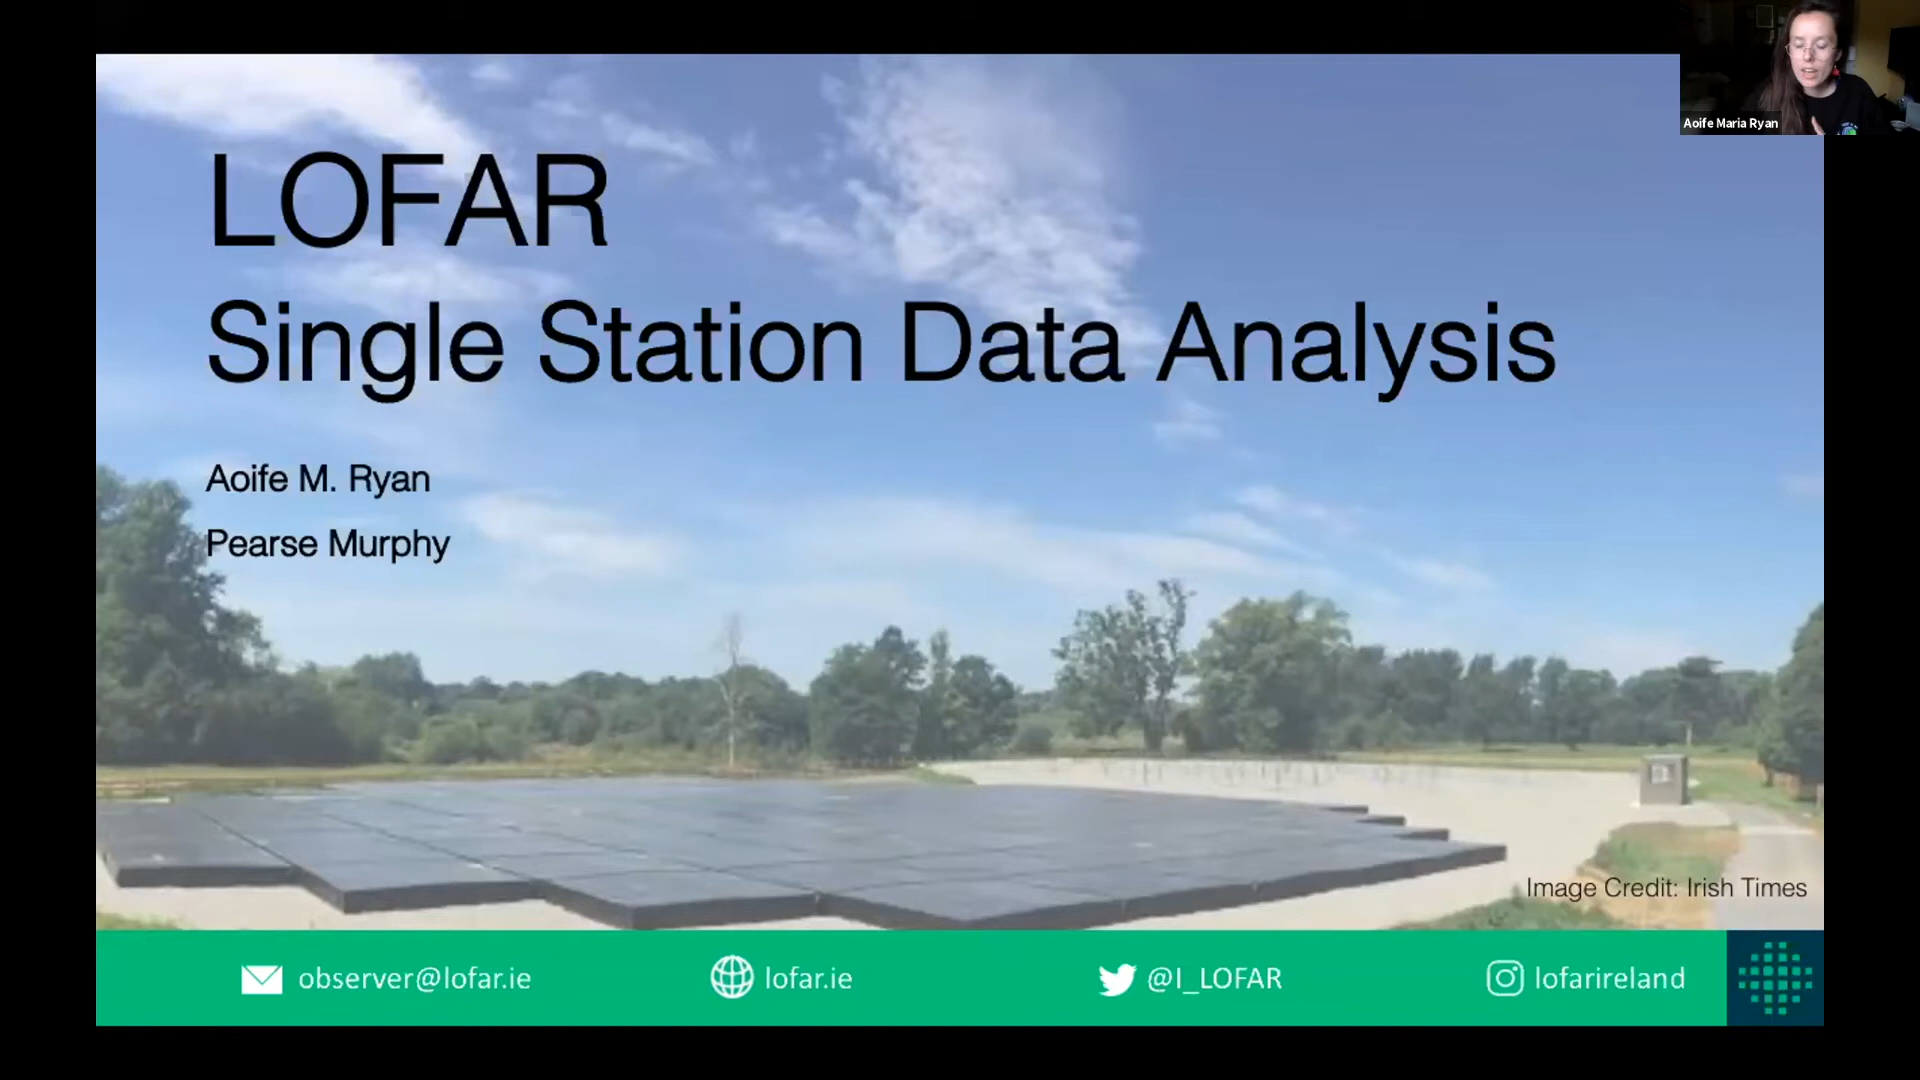 Aoife Maria Ryan
LOFAR
Single Station Data Analysis
Aoife M. Ryan
Pearse Murphy
Image Credit: Irish Times
observer@lofar.ie
lofar.ie
@I_LOFAR
lofarireland